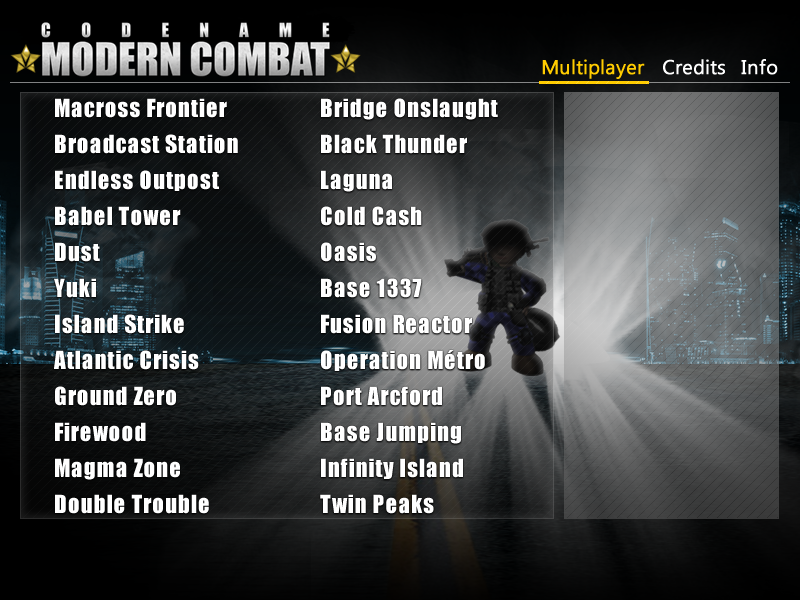 CODENAME
MODERN COMBAT
Multiplayer Credits Info
Macross Frontier Bridge Onslaught
Broadcast Station Black Thunder
Endless Outpost Laguna
Babel Tower Cold Cash
Dust Oasis
Yuki Base 1337
Island Strike Fusion Reactor
Atlantic Crisis Operation Métro
Ground Zero Port Arcford
Firewood Base Jumping
Magma Zone Infinity Island
Double Trouble Twin Peaks